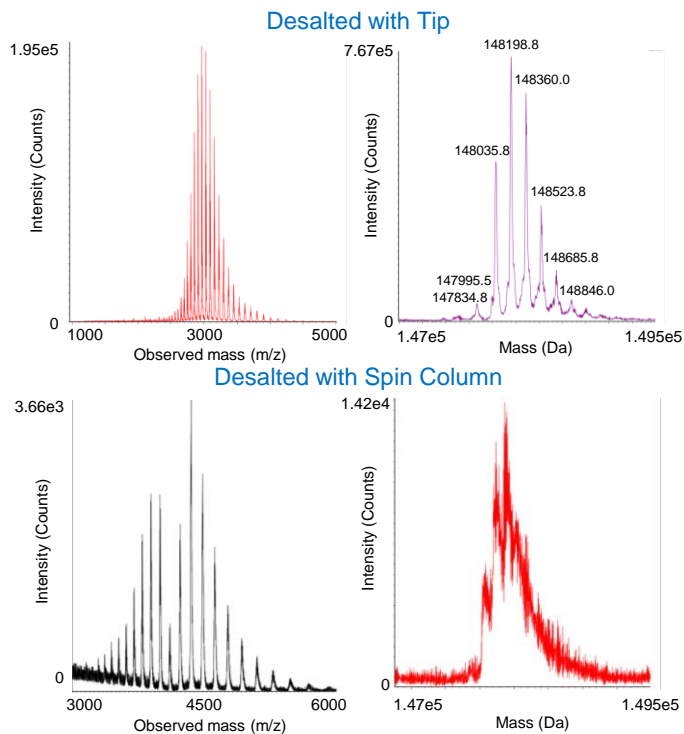 Desalted with Tip
1.95e5
Intensity (Counts)
0
1000 3000 5000
Observed mass (m/z)
7.67e5
148198.8
148360.0
148035.8
148523.8
148685.8
147995.5
148846.0
147834.8
Intensity (Counts)
0
1.47e5 1.495e5
Mass (Da)
Desalted with Spin Column
3.66e3
Intensity (Counts)
0
3000 4500 6000
Observed mass (m/z)
1.42e4
Intensity (Counts)
0
1.47e5 1.495e5
Mass (Da)